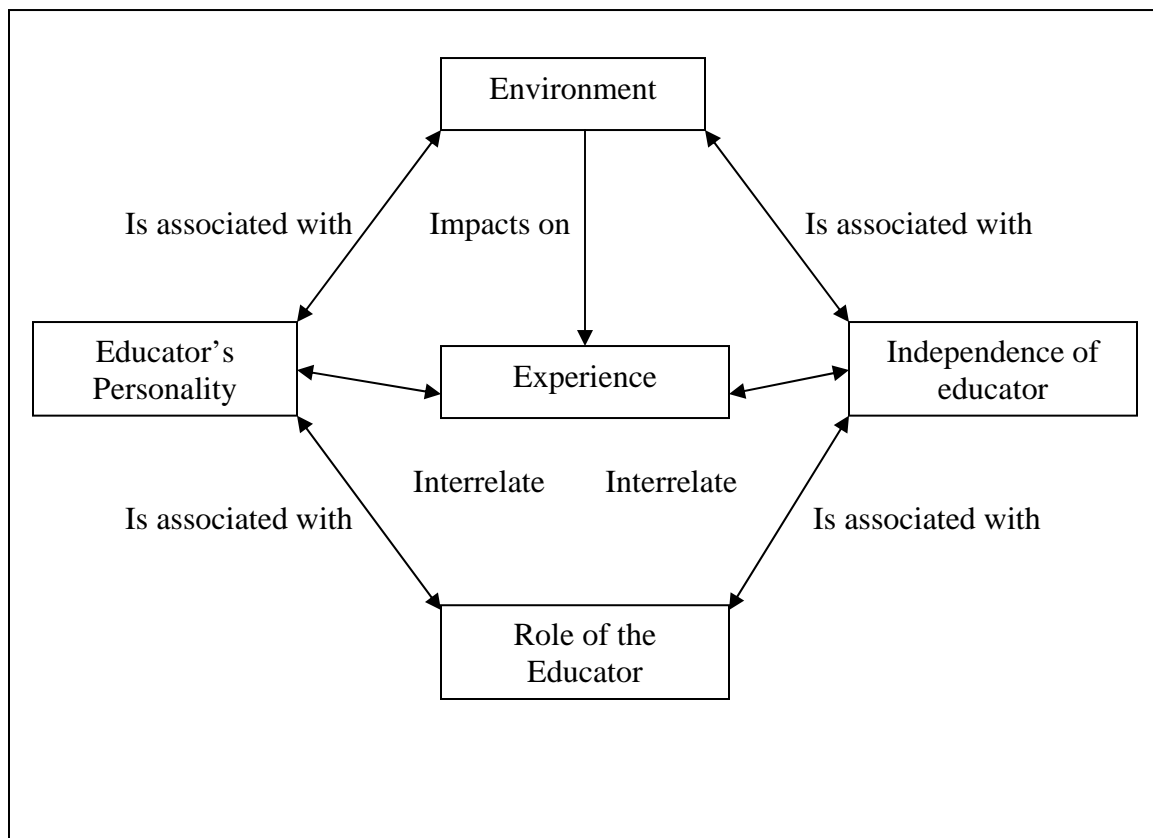 Environment
Is associated with
Impacts on
Is associated with
Educator’s
Personality
Experience
Independence of
educator
Interrelate
Interrelate
Is associated with
Is associated with
Role of the
Educator